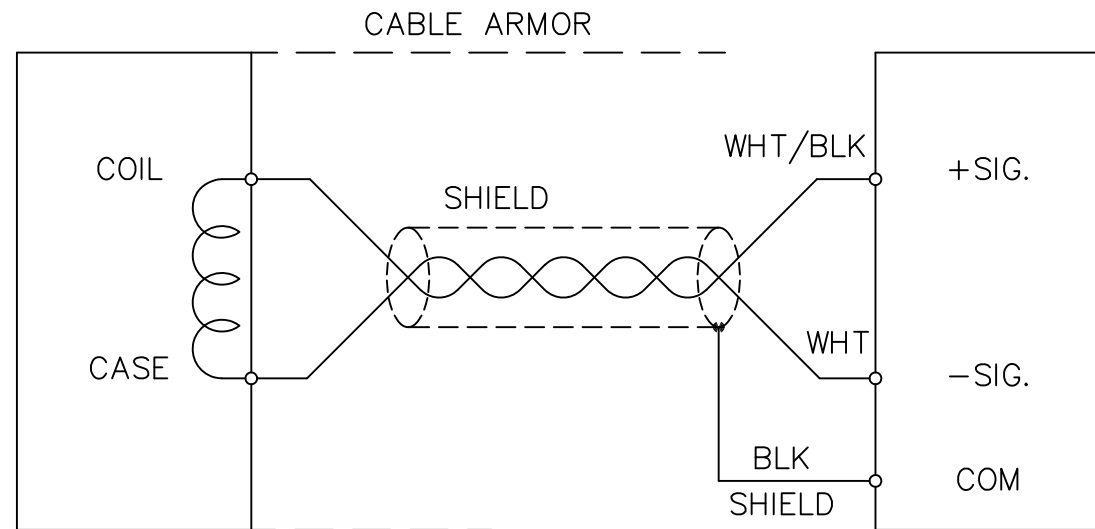 CABLE ARMOR
WHT/BLK
COIL
+SIG.
SHIELD
WHT
CASE
−SIG.
BLK
COM
SHIELD